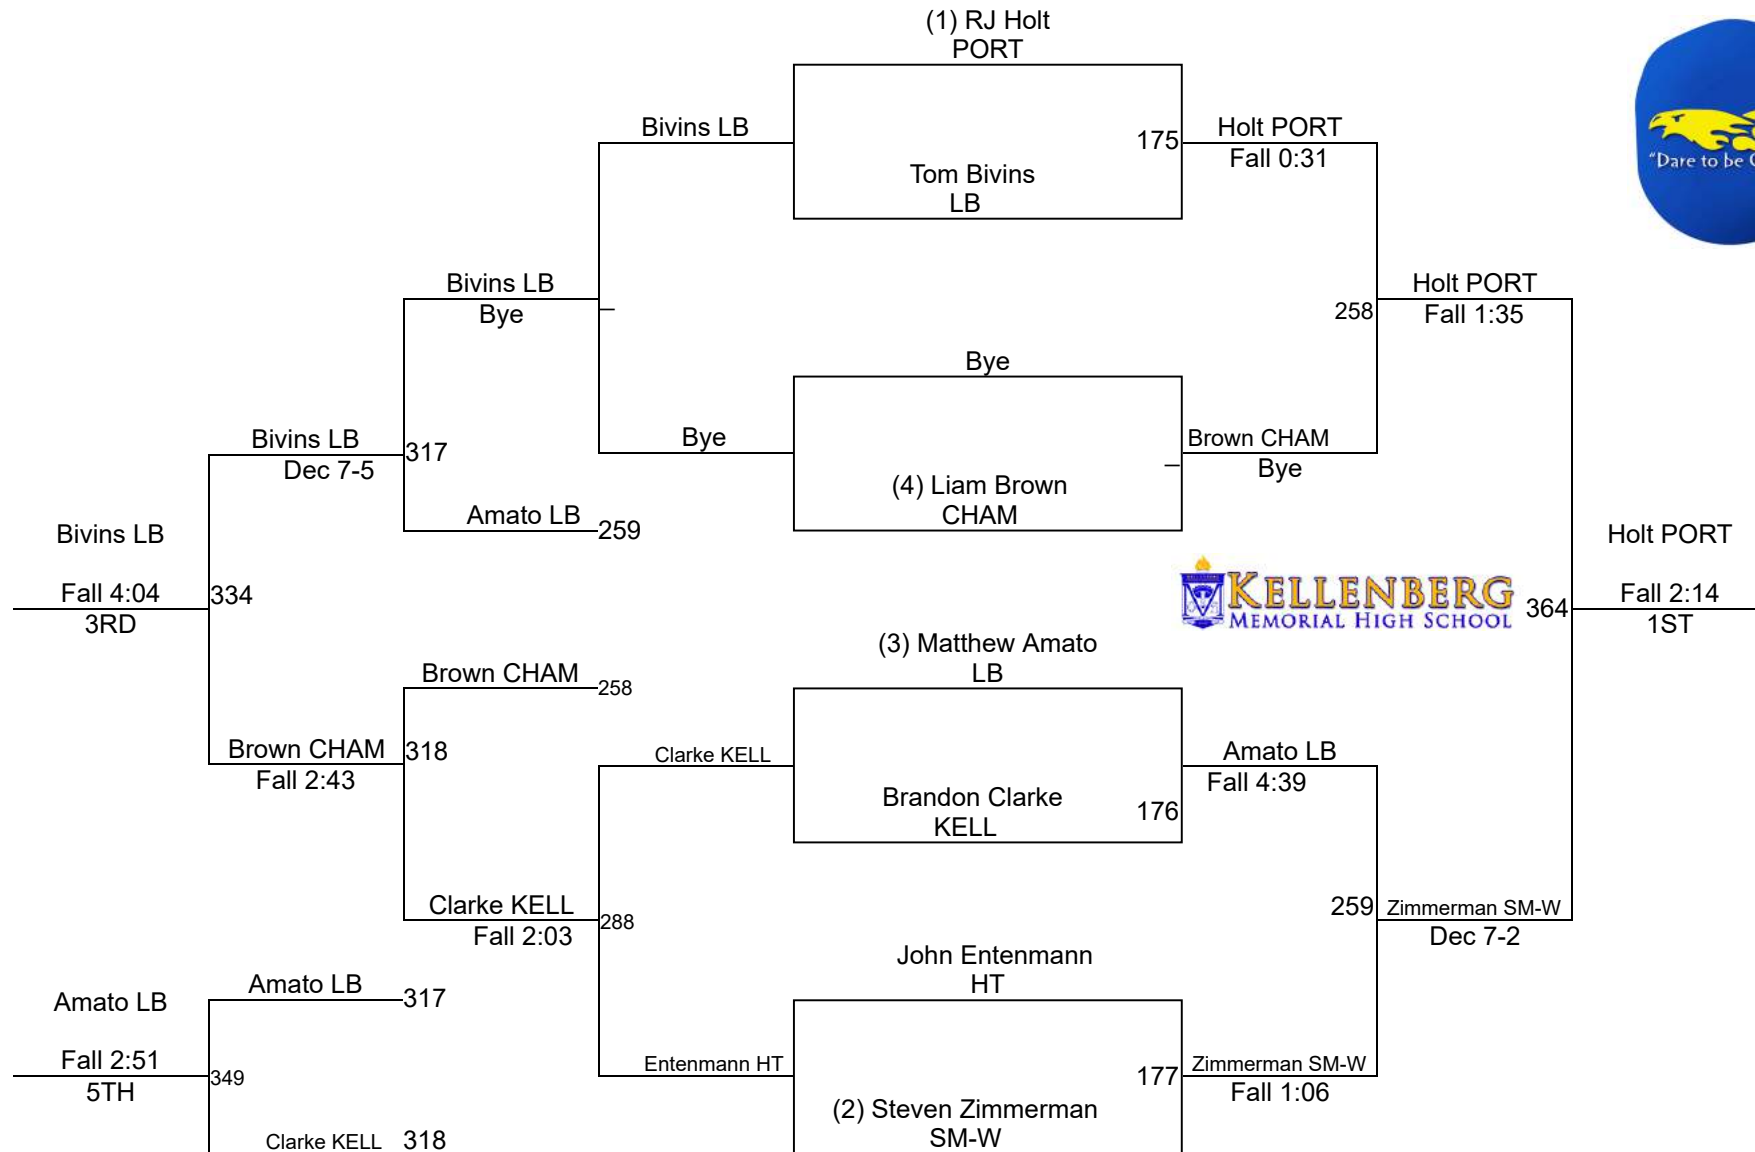 (1) RJ Holt
PORT
Bivins LB
175
Holt PORT
Fall 0:31
Tom Bivins
LB
"Dare to be
Bivins LB
Bye
Holt PORT
Fall 1:35
258
Bye
Bivins LB
Dec 7-5
317
Bye
Brown CHAM
Bye
(4) Liam Brown
CHAM
Amato LB
259
Bivins LB
Fall 4:04
3RD
334
Holt PORT
Fall 2:14
1ST
KELLENBERG
MEMORIAL HIGH SCHOOL
364
(3) Matthew Amato
LB
Brown CHAM
258
Brown CHAM
Fall 2:43
318
Clarke KELL
Amato LB
Fall 4:39
Brandon Clarke
KELL
176
Clarke KELL
Fall 2:03
288
259
Zimmerman SM-W
Dec 7-2
John Entenmann
HT
Amato LB
317
Amato LB
Fall 2:51
5TH
349
Entenmann HT
177
Zimmerman SM-W
Fall 1:06
(2) Steven Zimmerman
SM-W
Clarke KELL
318